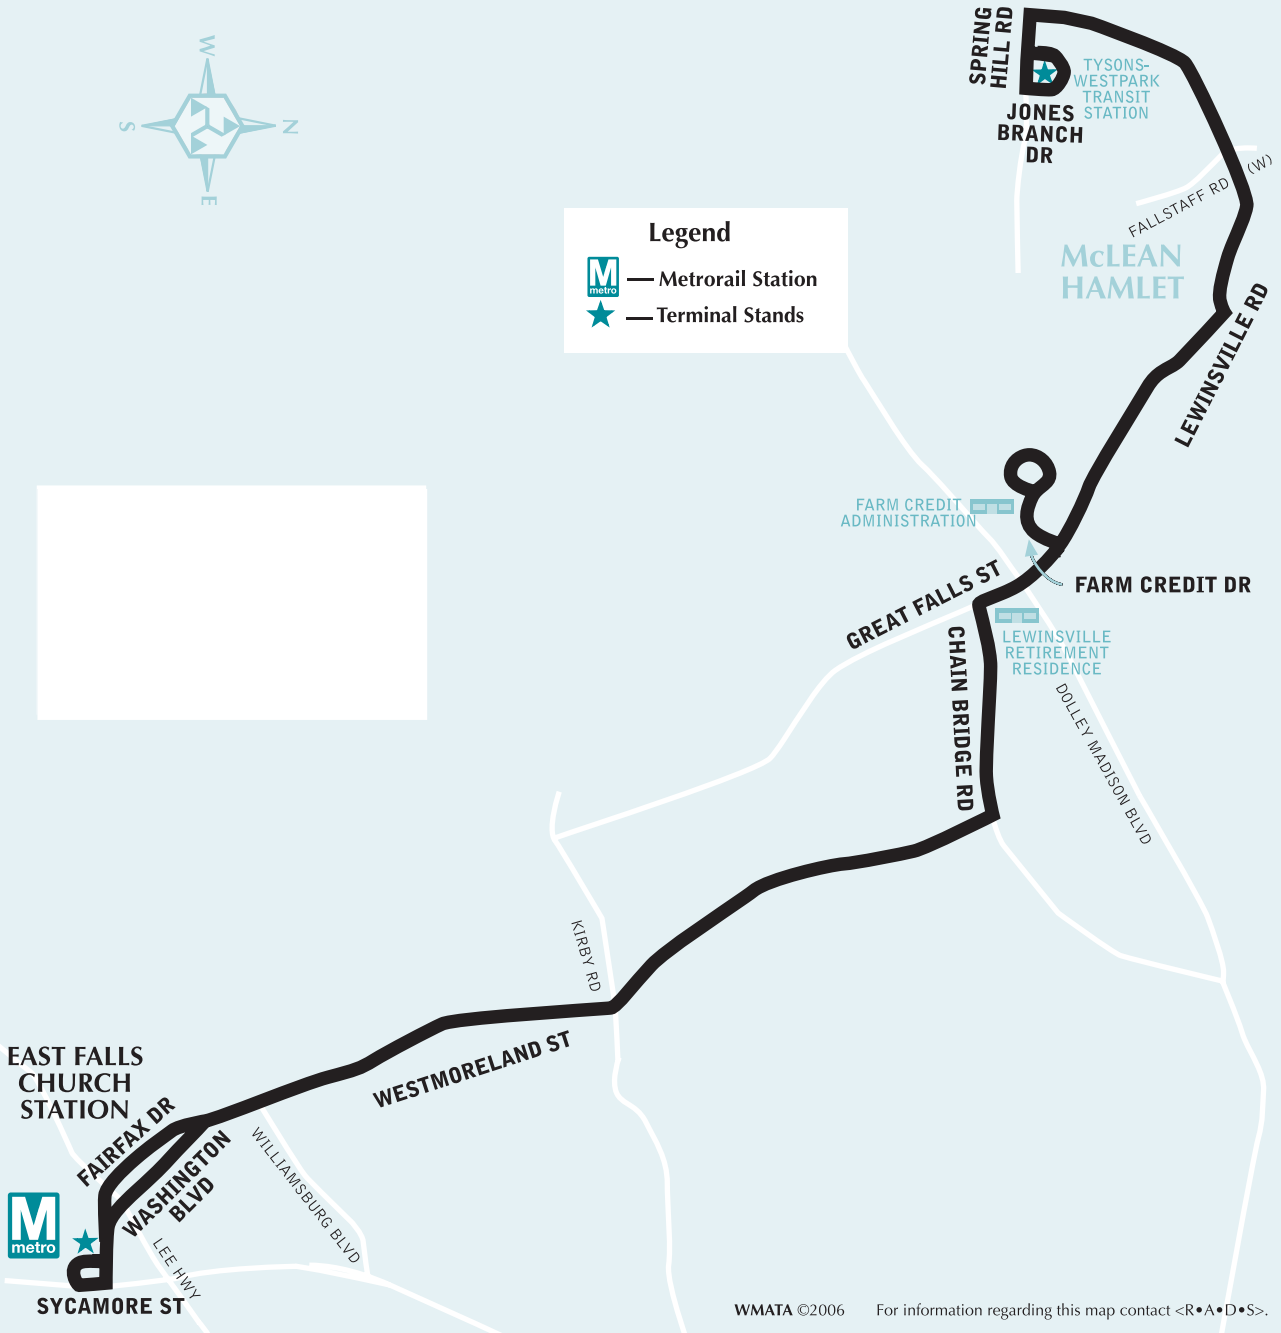 SPRING
HILL RD
TYSONS-
WESTPARK
TRANSIT
STATION
JONES
BRANCH
DR
W
N
S
E
FALLSTAFF RD (W)
McLEAN
HAMLET
Legend
M
metro
Metrorail Station
Terminal Stands
LEWINSVILLE RD
FARM CREDIT
ADMINISTRATION
GREAT FALLS ST
FARM CREDIT DR
LEWINSVILLE
RETIREMENT
RESIDENCE
CHAIN BRIDGE RD
DOLLEY MADISON BLVD
KIRBY RD
WESTMORELAND ST
EAST FALLS
CHURCH
STATION
FAIRFAX DR
WASHINGTON
BLVD
WILLIAMSBURG BLVD
LEE HWY
M
metro
SYCAMORE ST
WMATA ©2006 For information regarding this map contact <R•A•D•S>.